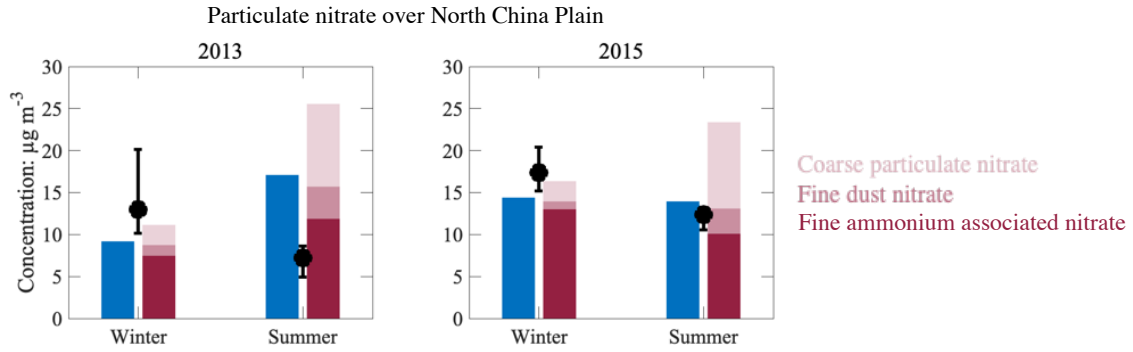 Particulate nitrate over North China Plain
2013
2015
Concentration: µg m⁻³
30
25
20
15
10
5
0
Winter
Summer
30
25
20
15
10
5
0
Winter
Summer
Coarse particulate nitrate
Fine dust nitrate
Fine ammonium associated nitrate